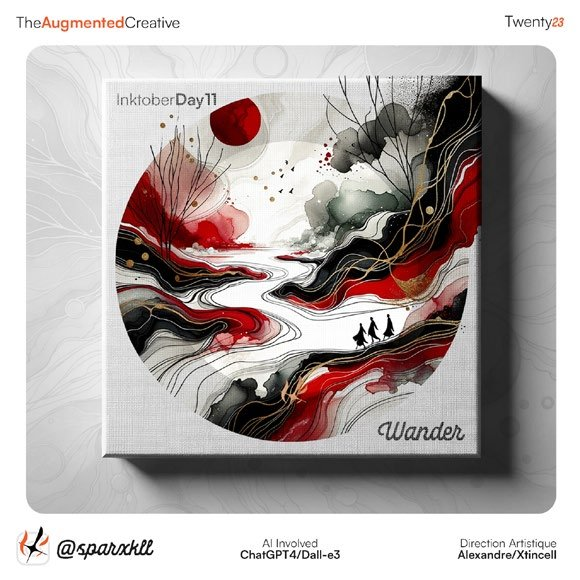 TheAugmentedCreative
Twenty23
InktoberDay11
Wander
@sparxkll
AI Involved
ChatGPT4/Dall-e3
Direction Artistique
Alexandre/Xtincell